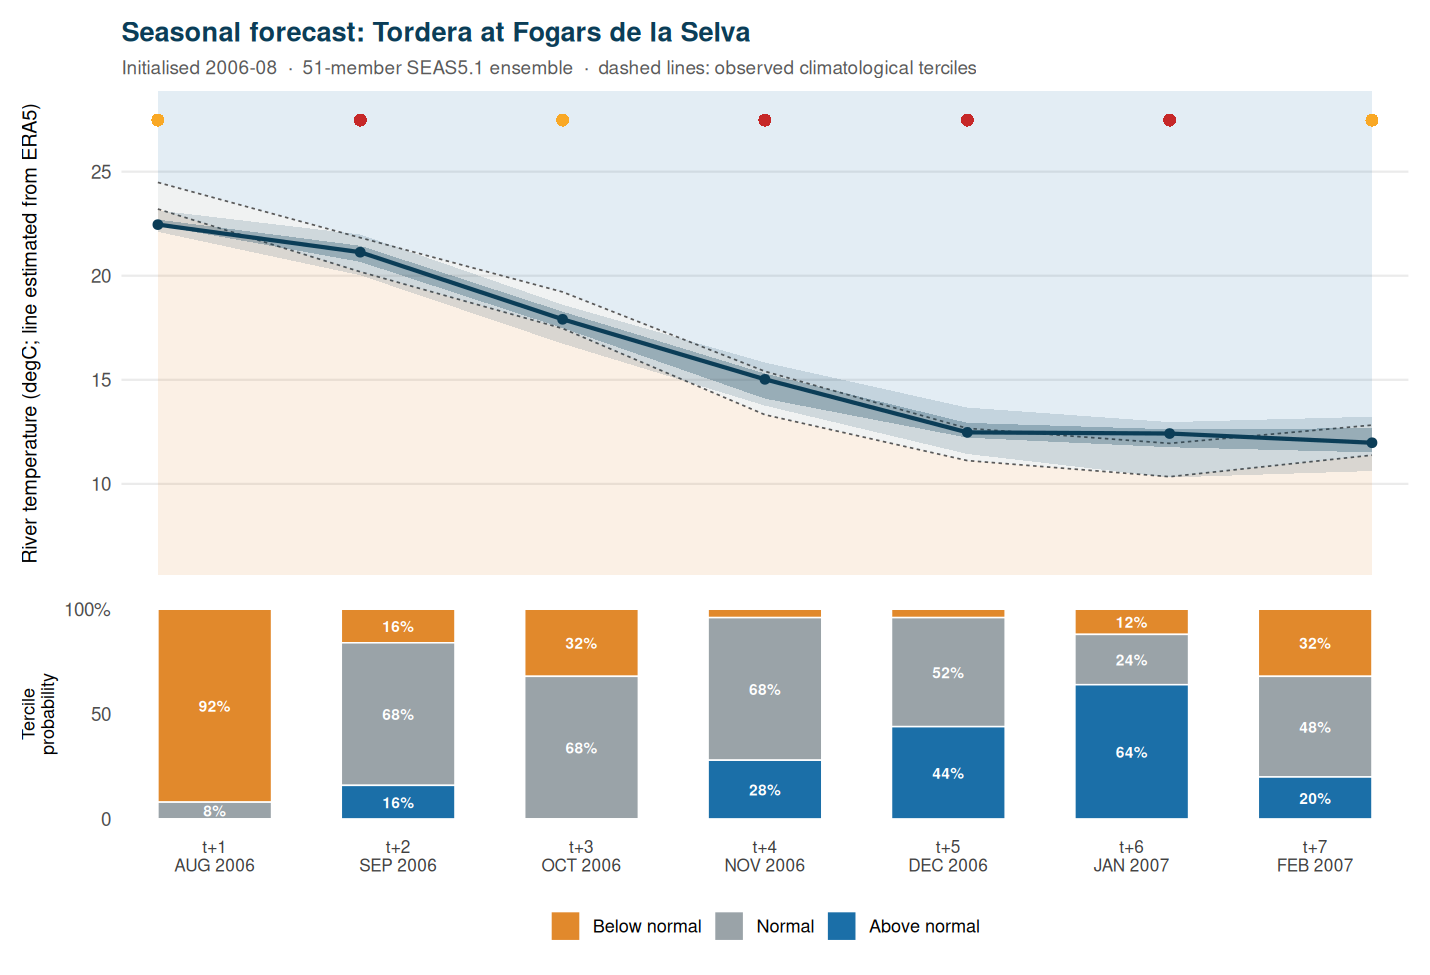 Seasonal forecast: Tordera at Fogars de la Selva
Initialised 2006-08 · 51-member SEAS5.1 ensemble · dashed lines: observed climatological terciles
River temperature (degC; line estimated from ERA5)
25
20
15
10
Tercile
probability
100%
50
0
92%
8%
16%
68%
16%
32%
68%
68%
28%
52%
44%
12%
24%
64%
32%
48%
20%
t+1
AUG 2006
t+2
SEP 2006
t+3
OCT 2006
t+4
NOV 2006
t+5
DEC 2006
t+6
JAN 2007
t+7
FEB 2007
Below normal
Normal
Above normal